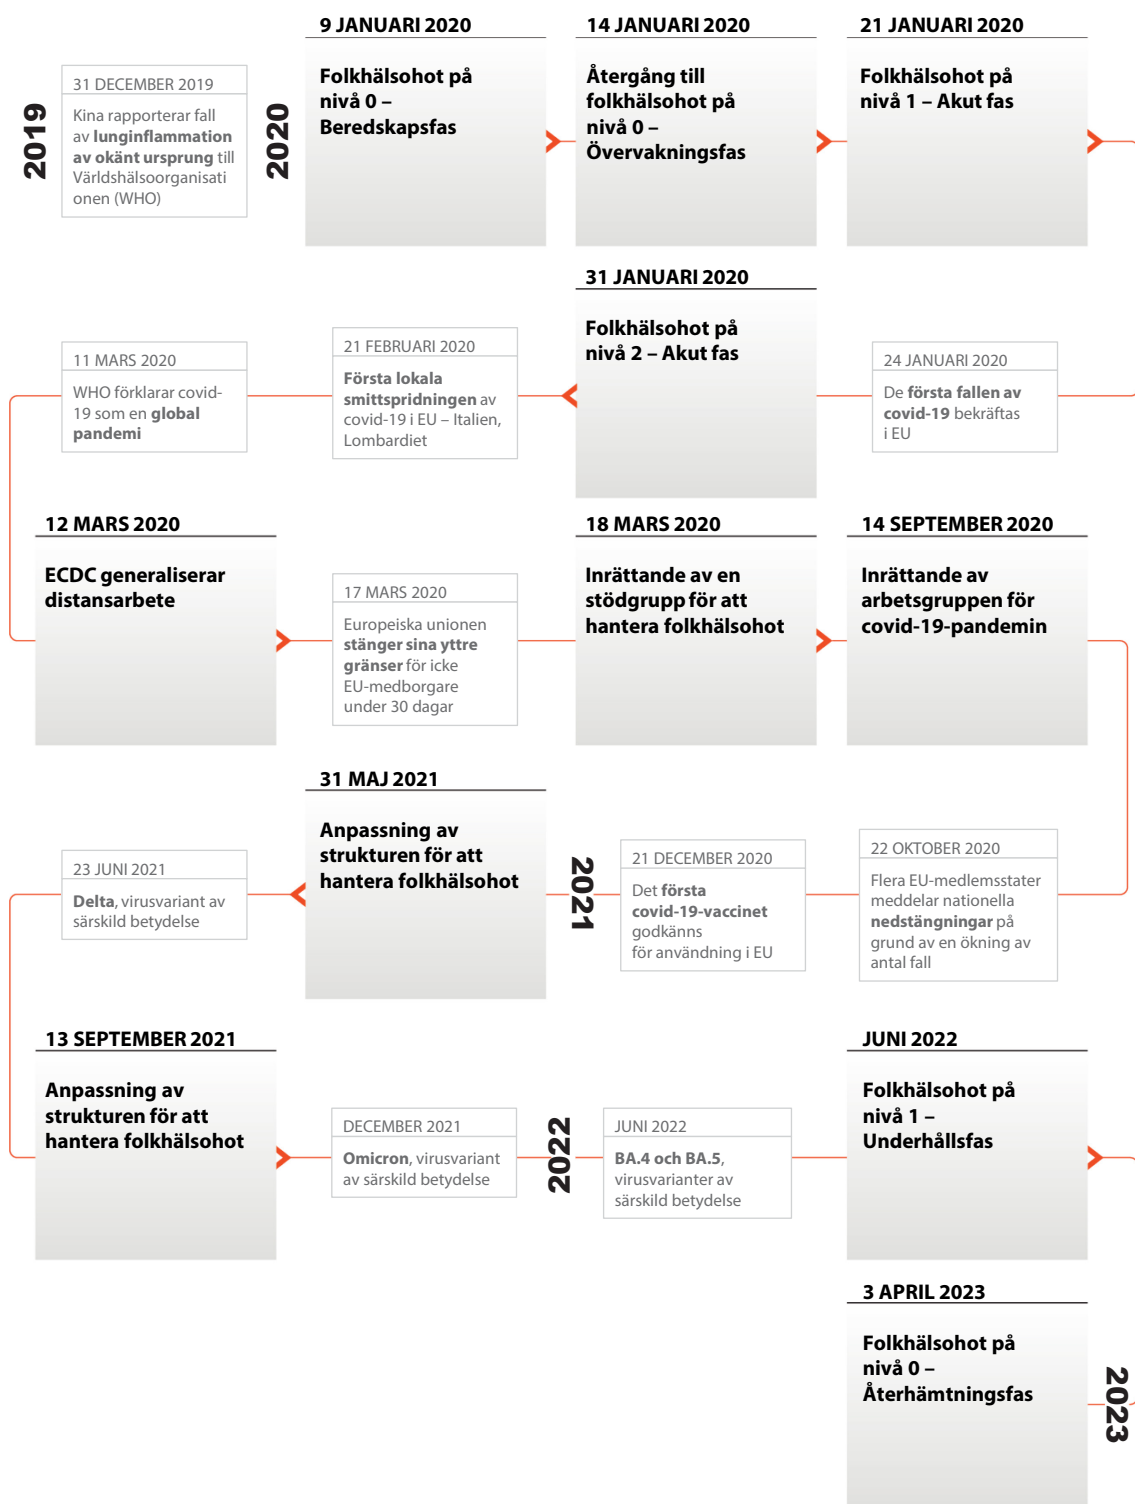 2019
31 DECEMBER 2019
Kina rapporterar fall
av lunginflammation
av okänt ursprung till
Världshälsoorganisati
onen (WHO)
2020
9 JANUARI 2020
Folkhälsohot på
nivå 0 –
Beredskapsfas
14 JANUARI 2020
Återgång till
folkhälsohot på
nivå 0 –
Övervakningsfas
21 JANUARI 2020
Folkhälsohot på
nivå 1 – Akut fas
24 JANUARI 2020
De första fallen av
covid-19 bekräftas
i EU
31 JANUARI 2020
Folkhälsohot på
nivå 2 – Akut fas
21 FEBRUARI 2020
Första lokala
smittspridningen av
covid-19 i EU – Italien,
Lombardiet
11 MARS 2020
WHO förklarar covid-
19 som en global
pandemi
12 MARS 2020
ECDC generaliserar
distansarbete
17 MARS 2020
Europeiska unionen
stänger sina yttre
gränser för icke
EU-medborgare
under 30 dagar
18 MARS 2020
Inrättande av en
stödgrupp för att
hantera folkhälsohot
14 SEPTEMBER 2020
Inrättande av
arbetsgruppen för
covid-19-pandemin
22 OKTOBER 2020
Flera EU-medlemsstater
meddelar nationella
nedstängningar på
grund av en ökning av
antal fall
21 DECEMBER 2020
Det första
covid-19-vaccinet
godkänns
för användning i EU
2021
31 MAJ 2021
Anpassning av
strukturen för att
hantera folkhälsohot
23 JUNI 2021
Delta, virusvariant av
särskild betydelse
13 SEPTEMBER 2021
Anpassning av
strukturen för att
hantera folkhälsohot
DECEMBER 2021
Omicron, virusvariant
av särskild betydelse
2022
JUNI 2022
BA.4 och BA.5,
virusvarianter av
särskild betydelse
JUNI 2022
Folkhälsohot på
nivå 1 –
Underhållsfas
2023
3 APRIL 2023
Folkhälsohot på
nivå 0 –
Återhämtningsfas